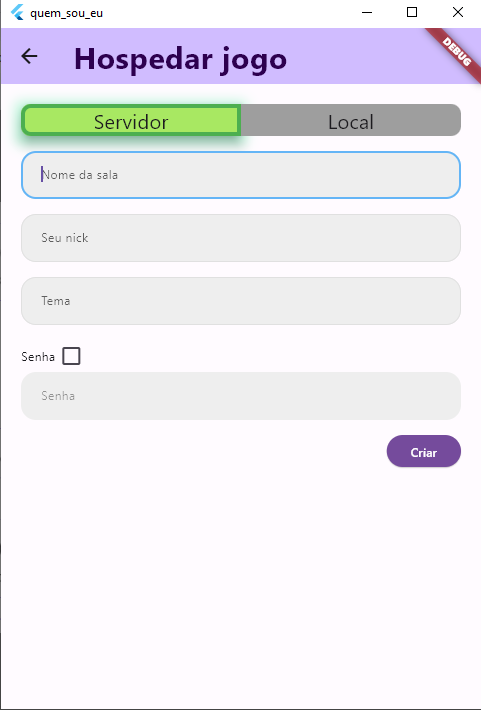 quem_sou_eu
DEBUG
Hospedar jogo
Servidor
Local
Nome da sala
Seu nick
Tema
Senha
Senha
Criar